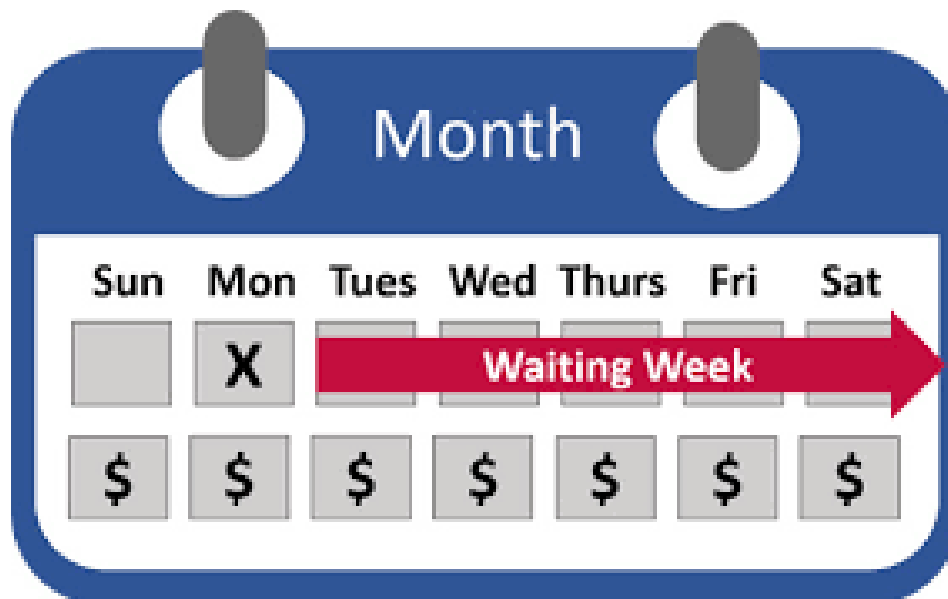 Month
Sun Mon Tues Wed Thurs Fri Sat
X Waiting Week
$ $ $ $ $ $ $